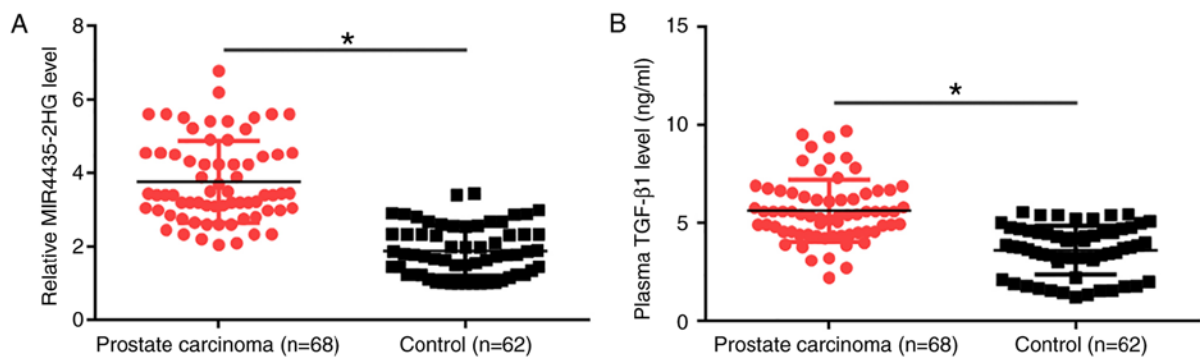 A
Relative MIR4435-2HG level
8
6
4
2
0
*
Prostate carcinoma (n=68)
Control (n=62)
B
Plasma TGF-β1 level (ng/ml)
15
10
5
0
*
Prostate carcinoma (n=68)
Control (n=62)